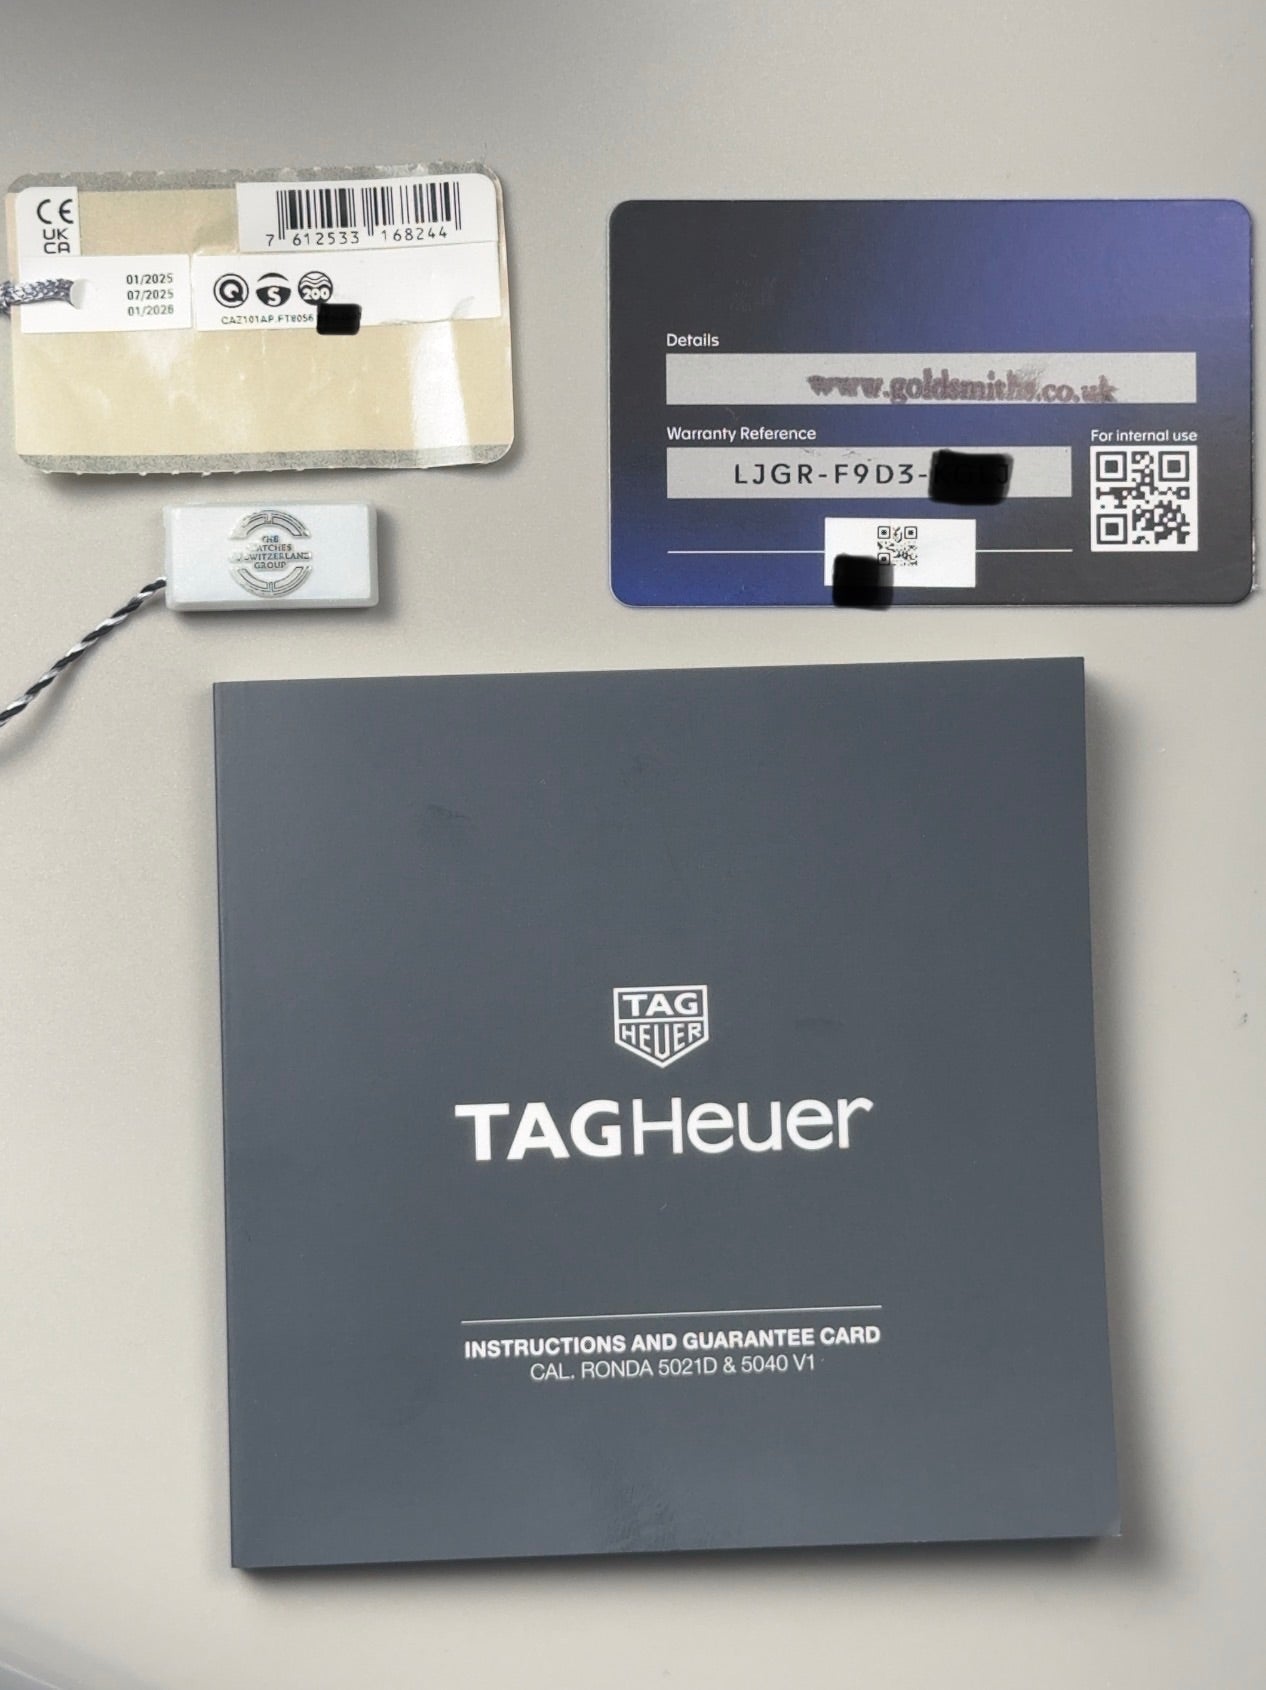 CE
UK
CA
7 612533 168244
01/2025
07/2025
01/2026
Q
S
200
CAZ101AP.FT8056
THE
WATCHES
OF SWITZERLAND
GROUP
Details
www.goldsmiths.co.uk
Warranty Reference
For internal use
LJGR-F9D3-
TAG
HEUER
TAGHeuer
INSTRUCTIONS AND GUARANTEE CARD
CAL. RONDA 5021D & 5040 V1